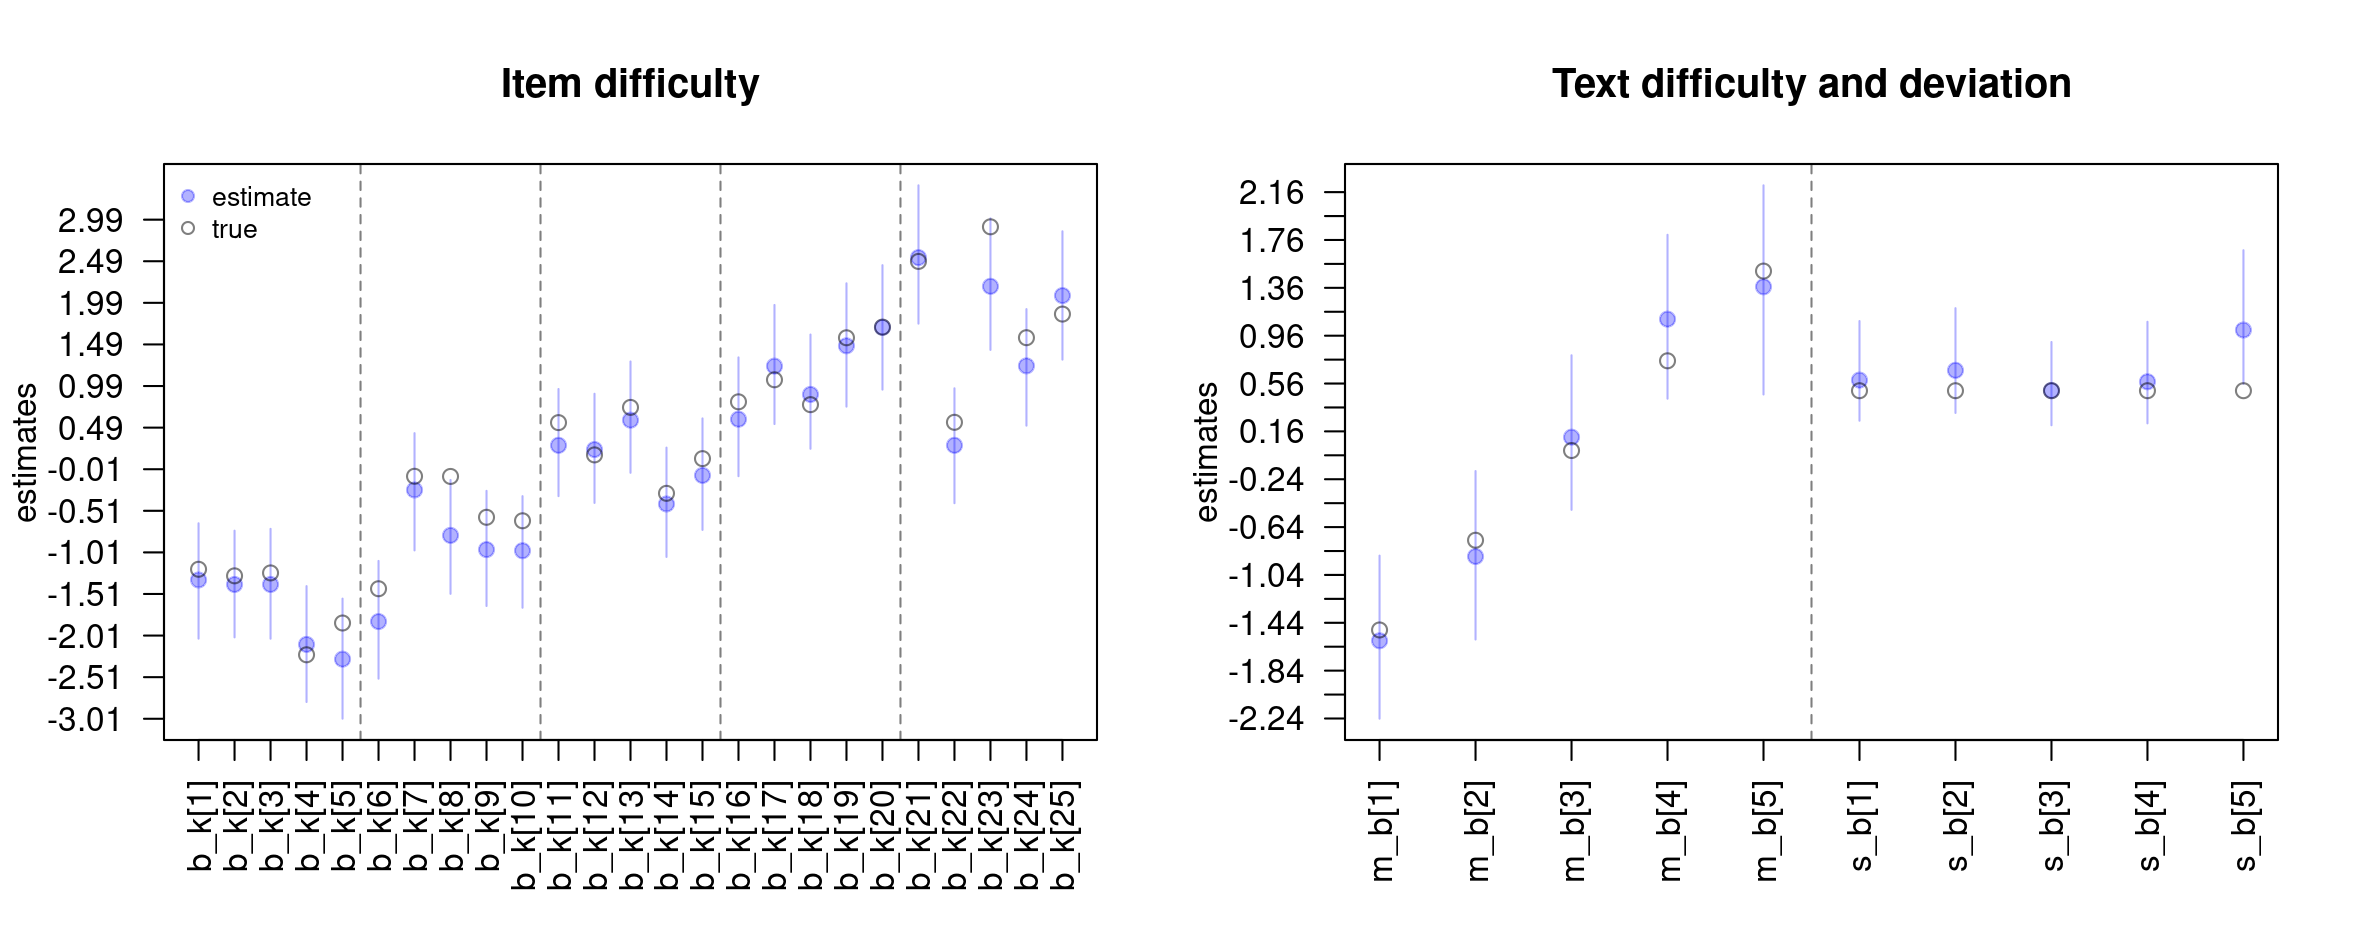 Item difficulty
estimate
true
estimates
2.99
2.49
1.99
1.49
0.99
0.49
-0.01
-0.51
-1.01
-1.51
-2.01
-2.51
-3.01
b_k[1]
b_k[2]
b_k[3]
b_k[4]
b_k[5]
b_k[6]
b_k[7]
b_k[8]
b_k[9]
b_k[10]
b_k[11]
b_k[12]
b_k[13]
b_k[14]
b_k[15]
b_k[16]
b_k[17]
b_k[18]
b_k[19]
b_k[20]
b_k[21]
b_k[22]
b_k[23]
b_k[24]
b_k[25]
Text difficulty and deviation
estimates
2.16
1.76
1.36
0.96
0.56
0.16
-0.24
-0.64
-1.04
-1.44
-1.84
-2.24
m_b[1]
m_b[2]
m_b[3]
m_b[4]
m_b[5]
s_b[1]
s_b[2]
s_b[3]
s_b[4]
s_b[5]